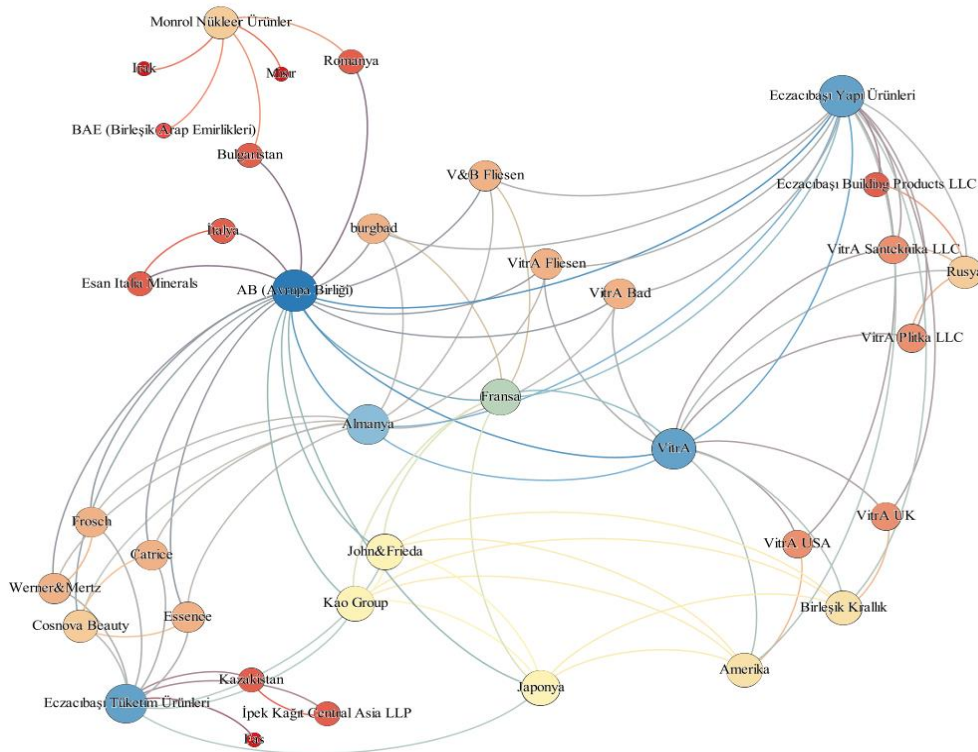 Monrol Nükleer Ürünler
Romanya
Irak
Mısır
Eczacıbaşı Yapı Ürünleri
BAE (Birleşik Arap Emirlikleri)
Bulgaristan
V&B Fliesen
Eczacıbaşı Building Products LLC
İtalya
burgbad
VitrA Santeknika LLC
VitrA Fliesen
Rusya
Esan Italia Minerals
AB (Avrupa Birliği)
VitrA Bad
VitrA Plitka LLC
Fransa
Almanya
VitrA
Frosch
VitrA UK
Catrice
John&Frieda
VitrA USA
Werner&Mertz
Kao Group
Birleşik Krallık
Cosnova Beauty
Essence
Amerika
Kazakistan
Japonya
Eczacıbaşı Tüketim Ürünleri
İpek Kağıt Central Asia LLP
Fas